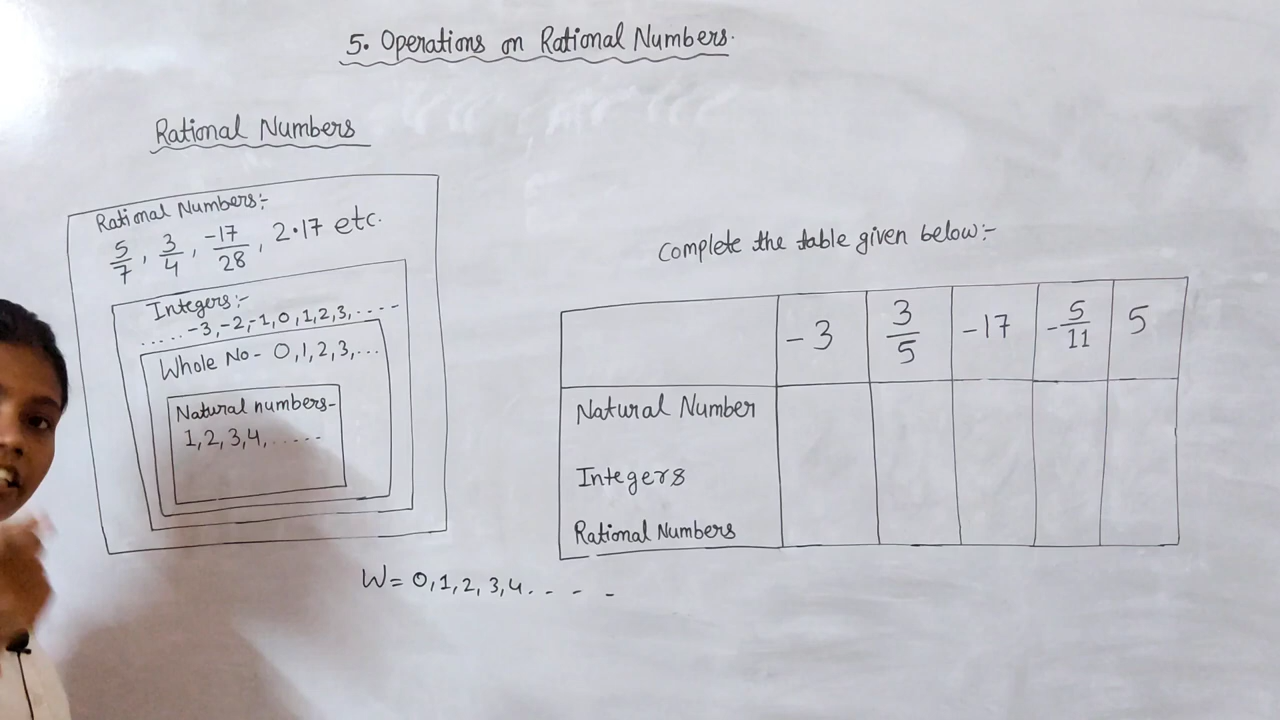 5. Operations on Rational Numbers.
Rational Numbers
Rational Numbers:-
5/7, 3/4, -17/28, 2.17 etc.
Integers:-
.....-3,-2,-1,0,1,2,3,....-
Whole No- 0,1,2,3,...
Natural numbers-
1,2,3,4,.....
W= 0,1,2,3,4.---
Complete the table given below:-
-3 3/5 -17 -5/11 5
Natural Number
Integers
Rational Numbers